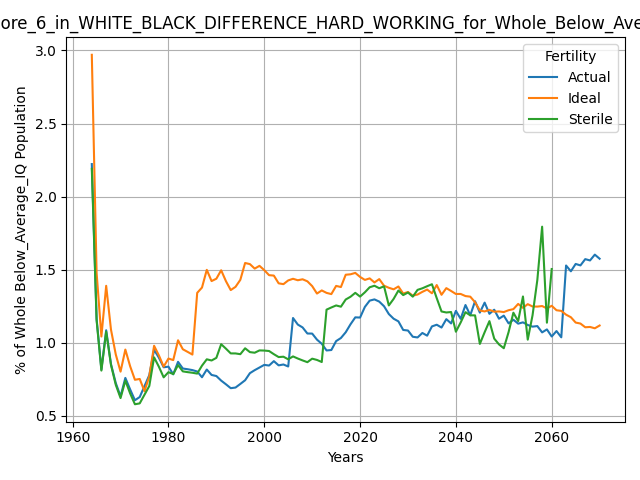 ore_6_in_WHITE_BLACK_DIFFERENCE_HARD_WORKING_for_Whole_Below_Ave
3.0
2.5
2.0
1.5
1.0
0.5
% of Whole Below_Average_IQ Population
Fertility
Actual
Ideal
Sterile
1960
1980
2000
2020
2040
2060
Years